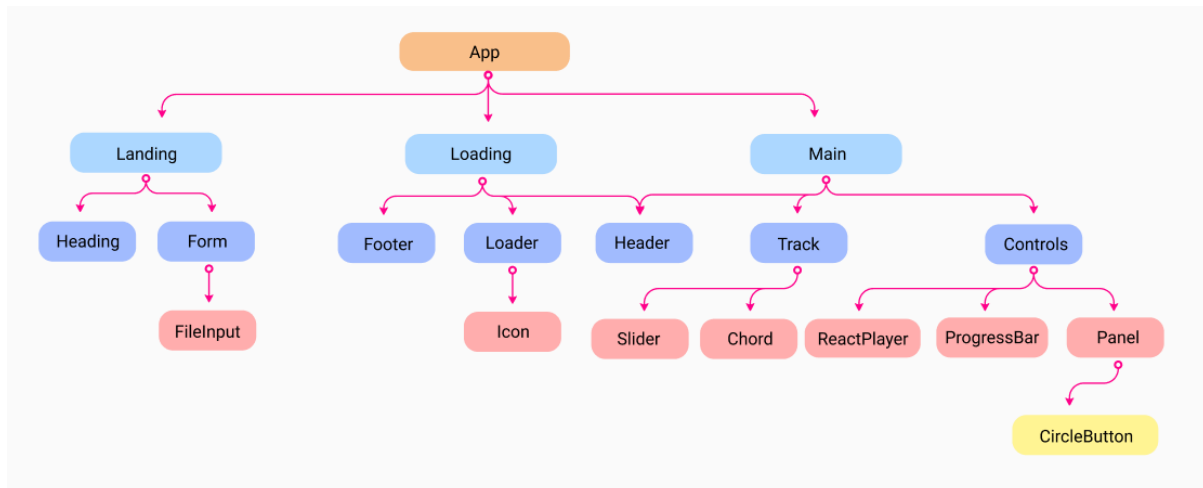 App
Landing
Loading
Main
Heading
Form
Footer
Loader
Header
Track
Controls
FileInput
Icon
Slider
Chord
ReactPlayer
ProgressBar
Panel
CircleButton